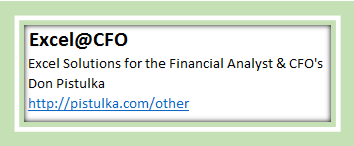 Excel@CFO
Excel Solutions for the Financial Analyst & CFO's
Don Pistulka
http://pistulka.com/other